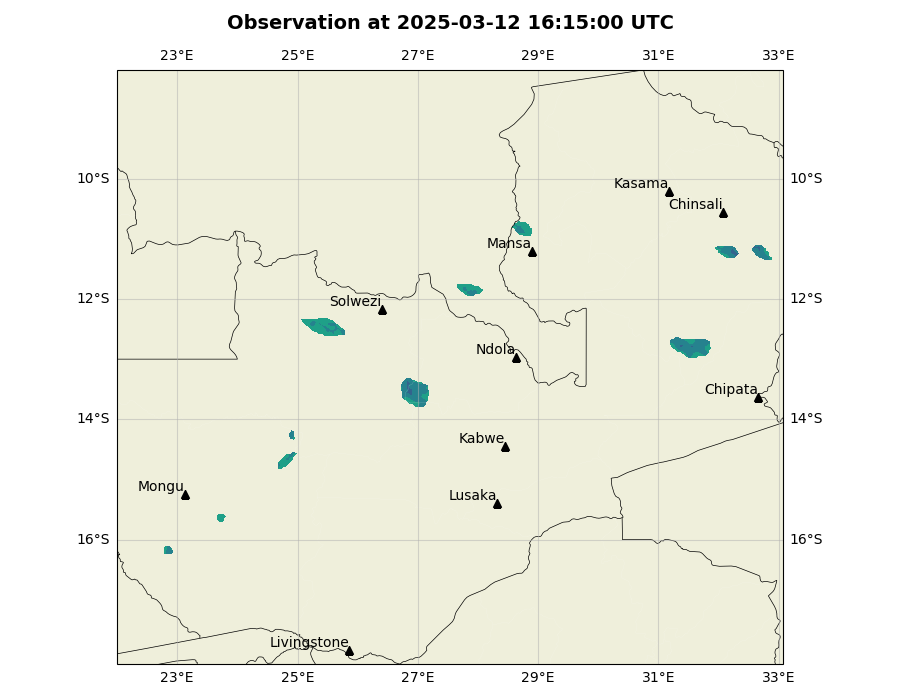 Observation at 2025-03-12 16:15:00 UTC
23°E 25°E 27°E 29°E 31°E 33°E
10°S 10°S
Kasama
Chinsali
Mansa
12°S 12°S
Solwezi
Ndola
Chipata
14°S 14°S
Kabwe
Mongu
Lusaka
16°S 16°S
Livingstone
23°E 25°E 27°E 29°E 31°E 33°E